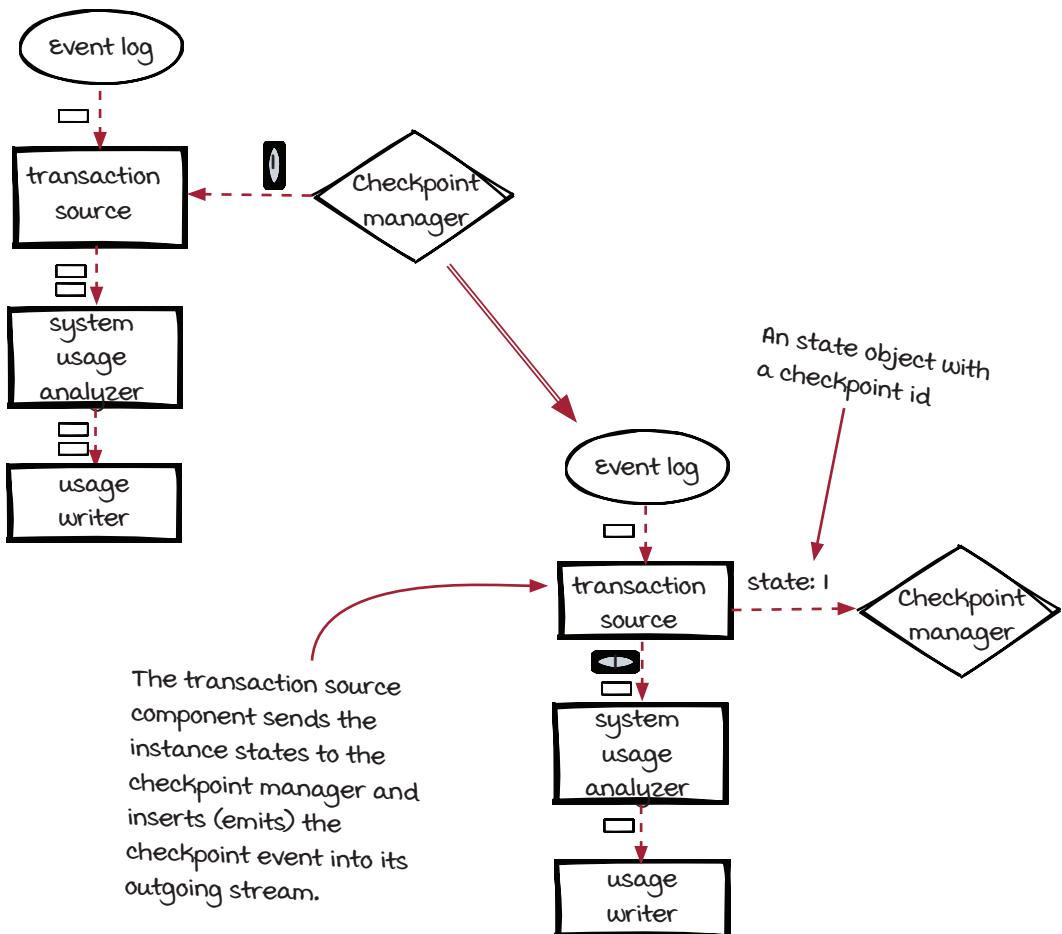 Event log
transaction
source
Checkpoint
manager
system
usage
analyzer
usage
writer
An state object with
a checkpoint id
Event log
transaction
source
state: 1
Checkpoint
manager
The transaction source
component sends the
instance states to the
checkpoint manager and
inserts (emits) the
checkpoint event into its
outgoing stream.
system
usage
analyzer
usage
writer